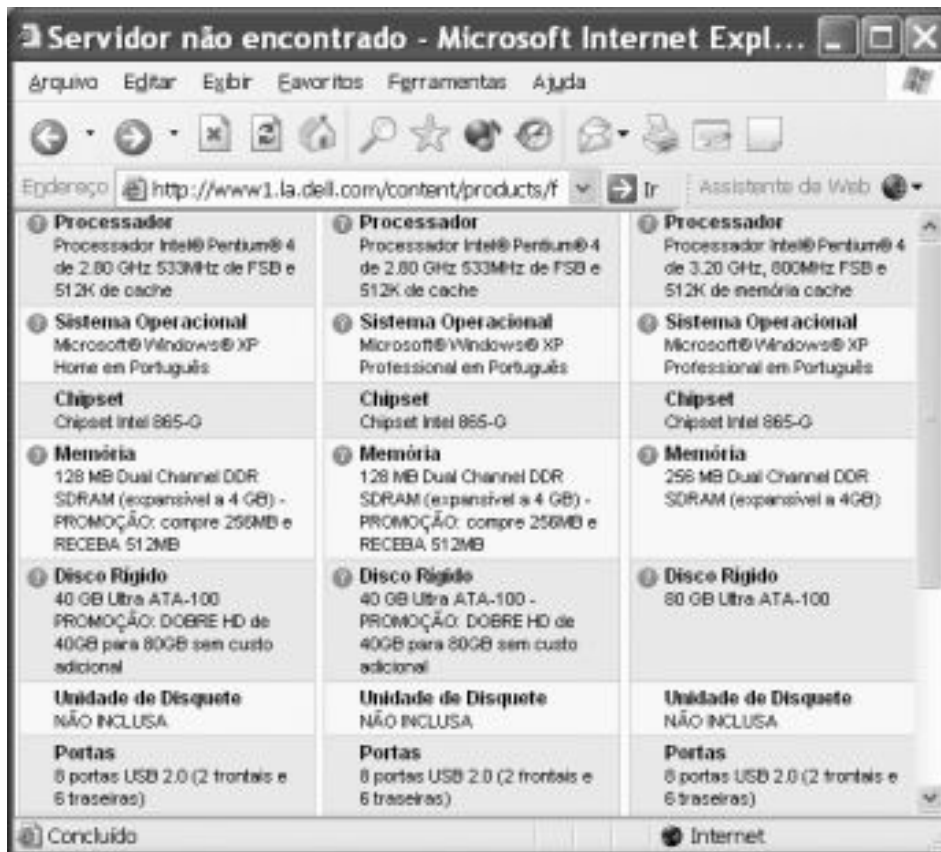 Servidor não encontrado - Microsoft Internet Expl...
Arquivo Editar Exibir Favoritos Ferramentas Ajuda
Endereço http://www1.la.dell.com/content/products/f Ir Assistente da Web
Processador
Processador Intel® Pentium® 4
de 2.80 GHz 533MHz de FSB e
512K de cache
Processador
Processador Intel® Pentium® 4
de 2.80 GHz 533MHz de FSB e
512K de cache
Processador
Processador Intel® Pentium® 4
de 3.20 GHz, 800MHz FSB e
512K de memória cache
Sistema Operacional
Microsoft® Windows® XP
Home em Português
Sistema Operacional
Microsoft® Windows® XP
Professional em Português
Sistema Operacional
Microsoft® Windows® XP
Professional em Português
Chipset
Chipset Intel 865-G
Chipset
Chipset Intel 865-G
Chipset
Chipset Intel 865-G
Memória
128 MB Dual Channel DDR
SDRAM (expansível a 4 GB) -
PROMOÇÃO: compre 256MB e
RECEBA 512MB
Memória
128 MB Dual Channel DDR
SDRAM (expansível a 4 GB) -
PROMOÇÃO: compre 256MB e
RECEBA 512MB
Memória
256 MB Dual Channel DDR
SDRAM (expansível a 4GB)
Disco Rígido
40 GB Ultra ATA-100
PROMOÇÃO: DOBRE HD de
40GB para 80GB sem custo
adicional
Disco Rígido
40 GB Ultra ATA-100 -
PROMOÇÃO: DOBRE HD de
40GB para 80GB sem custo
adicional
Disco Rígido
80 GB Ultra ATA-100
Unidade de Disquete
NÃO INCLUSA
Unidade de Disquete
NÃO INCLUSA
Unidade de Disquete
NÃO INCLUSA
Portas
8 portas USB 2.0 (2 frontais e
6 traseiras)
Portas
8 portas USB 2.0 (2 frontais e
6 traseiras)
Portas
8 portas USB 2.0 (2 frontais e
6 traseiras)
Concluído Internet